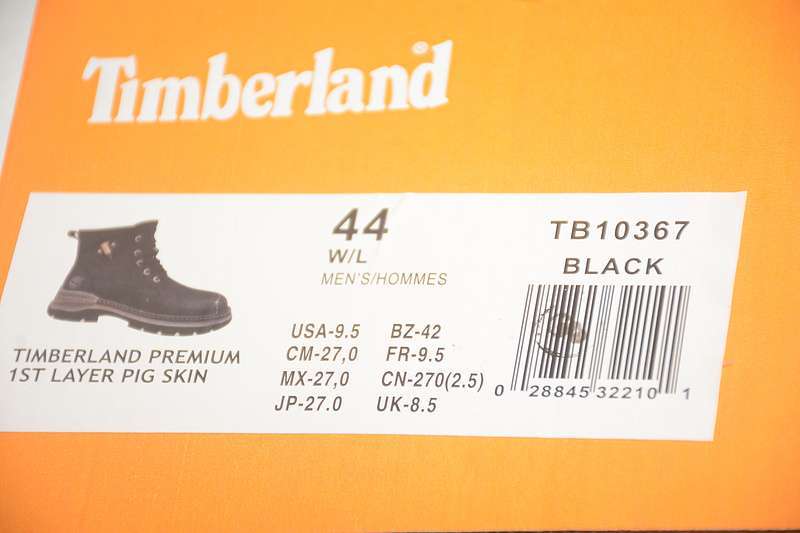 Timberland®
44
W/L
MEN'S/HOMMES
TB10367
BLACK
USA-9.5 BZ-42
CM-27,0 FR-9.5
MX-27,0 CN-270(2.5)
JP-27.0 UK-8.5
TIMBERLAND PREMIUM
1ST LAYER PIG SKIN
0 28845 32210 1